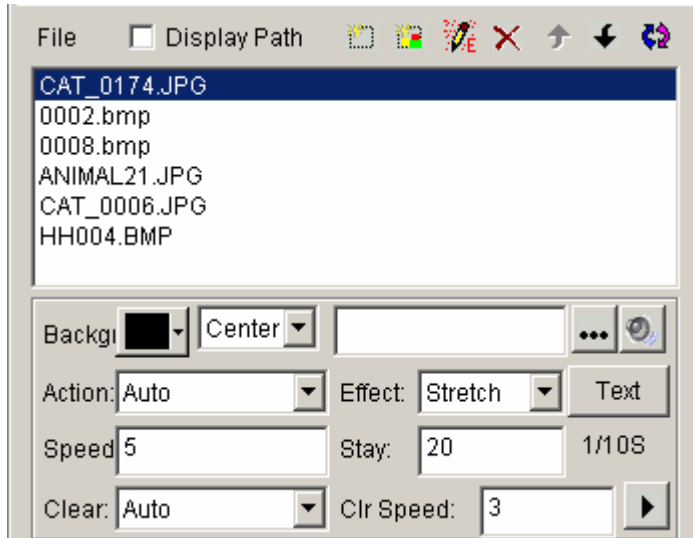 File Display Path E
CAT_0174.JPG
0002.bmp
0008.bmp
ANIMAL21.JPG
CAT_0006.JPG
HH004.BMP
Backgı Center ...
Action: Auto Effect: Stretch Text
Speed 5 Stay: 20 1/10S
Clear: Auto Clr Speed: 3